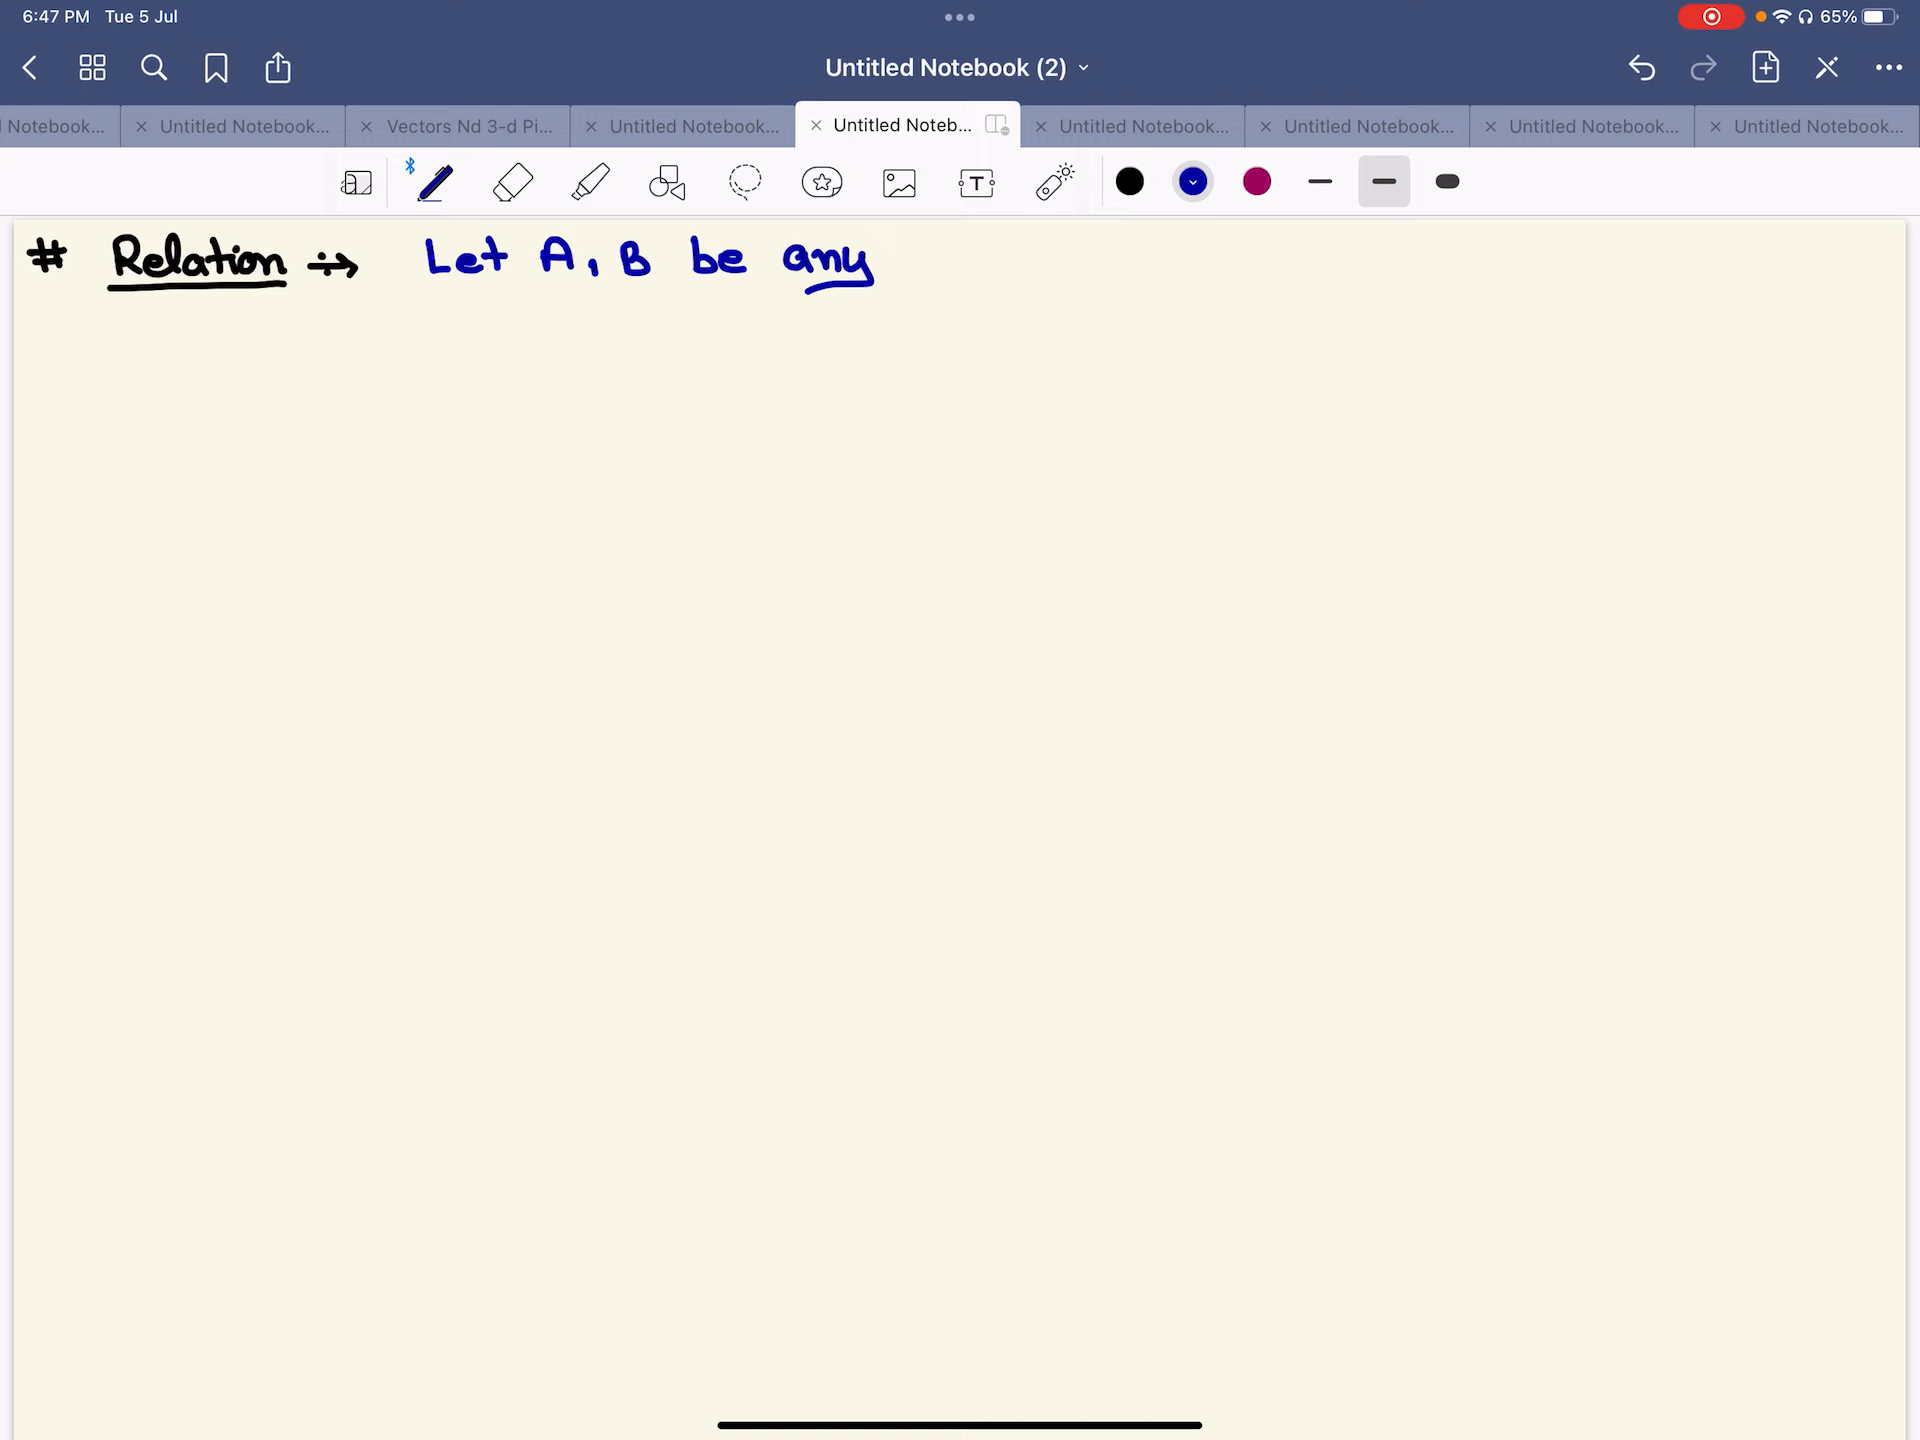 6:47 PM Tue 5 Jul 65%
Untitled Notebook (2)
Notebook... Untitled Notebook... Vectors Nd 3-d Pi... Untitled Notebook... Untitled Noteb... Untitled Notebook... Untitled Notebook... Untitled Notebook... Untitled Notebook...
# Relation ÷→ Let A, B be any